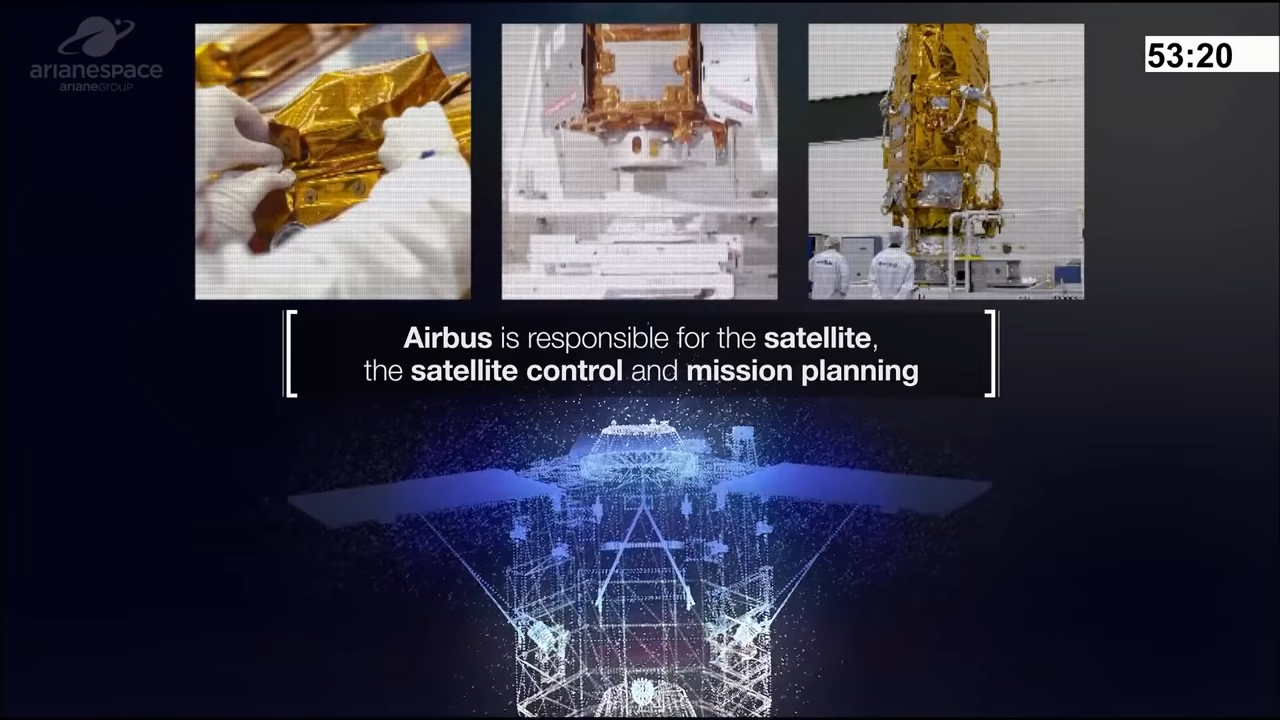 arianespace
arianeGROUP
53:20
Airbus is responsible for the satellite,
the satellite control and mission planning